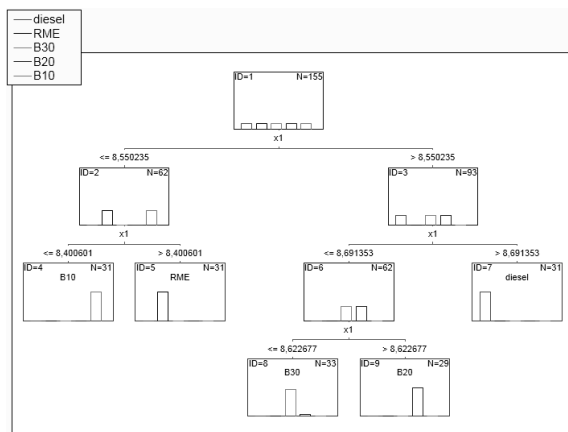 diesel
RME
B30
B20
B10
ID=1 N=155
x1
<= 8,550235 > 8,550235
ID=2 N=62 ID=3 N=93
x1 x1
<= 8,400601 > 8,400601 <= 8,691353 > 8,691353
ID=4 N=31 ID=5 N=31 ID=6 N=62 ID=7 N=31
B10 RME diesel
x1
<= 8,622677 > 8,622677
ID=8 N=33 ID=9 N=29
B30 B20